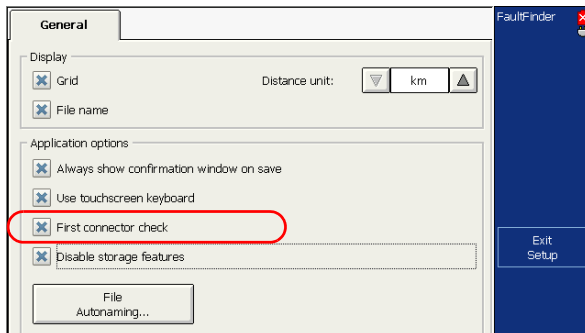 General
FaultFinder
Display
Grid
Distance unit:
km
File name
Application options
Always show confirmation window on save
Use touchscreen keyboard
First connector check
Disable storage features
File
Autonaming...
Exit
Setup